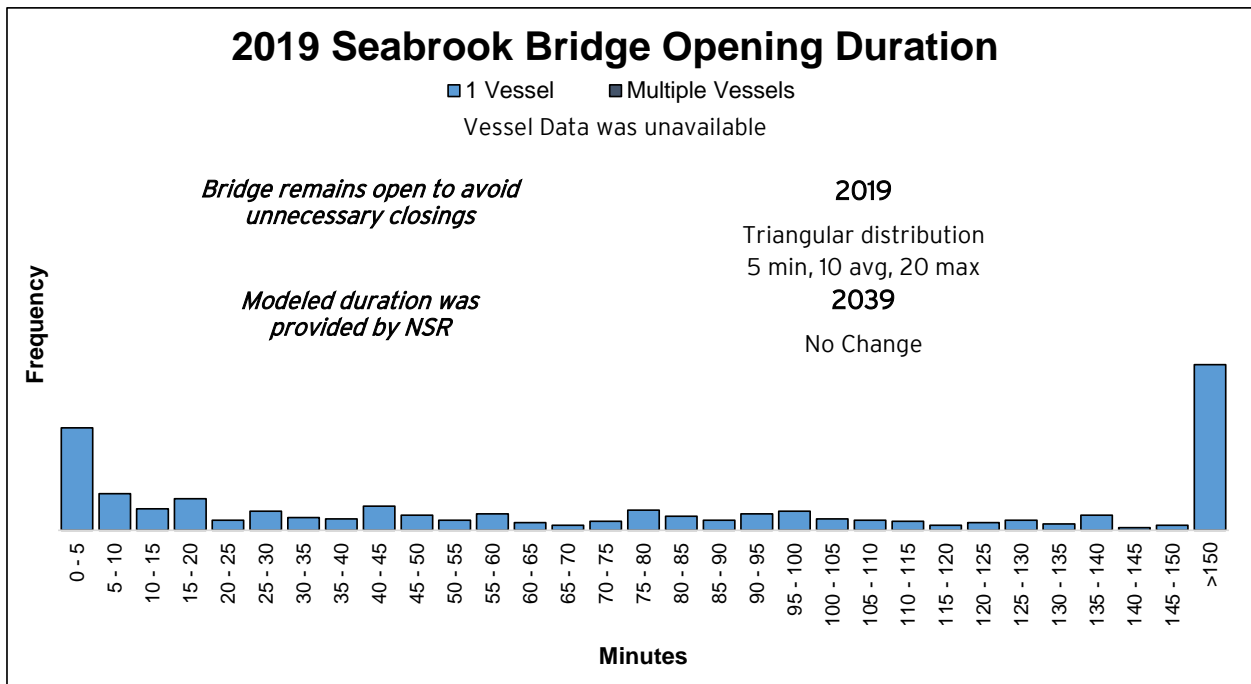 2019 Seabrook Bridge Opening Duration
1 Vessel Multiple Vessels
Vessel Data was unavailable
Bridge remains open to avoid
unnecessary closings
Modeled duration was
provided by NSR
2019
Triangular distribution
5 min, 10 avg, 20 max
2039
No Change
Frequency
0 - 5
5 - 10
10 - 15
15 - 20
20 - 25
25 - 30
30 - 35
35 - 40
40 - 45
45 - 50
50 - 55
55 - 60
60 - 65
65 - 70
70 - 75
75 - 80
80 - 85
85 - 90
90 - 95
95 - 100
100 - 105
105 - 110
110 - 115
115 - 120
120 - 125
125 - 130
130 - 135
135 - 140
140 - 145
145 - 150
>150
Minutes